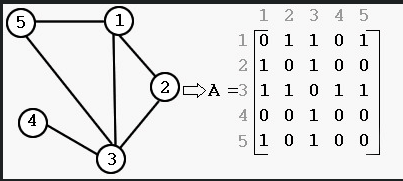 5 1 1 2 3 4 5
1 0 1 1 0 1
2 1 0 1 0 0
2 A = 3 1 1 0 1 1
4 4 0 0 1 0 0
5 1 0 1 0 0
3